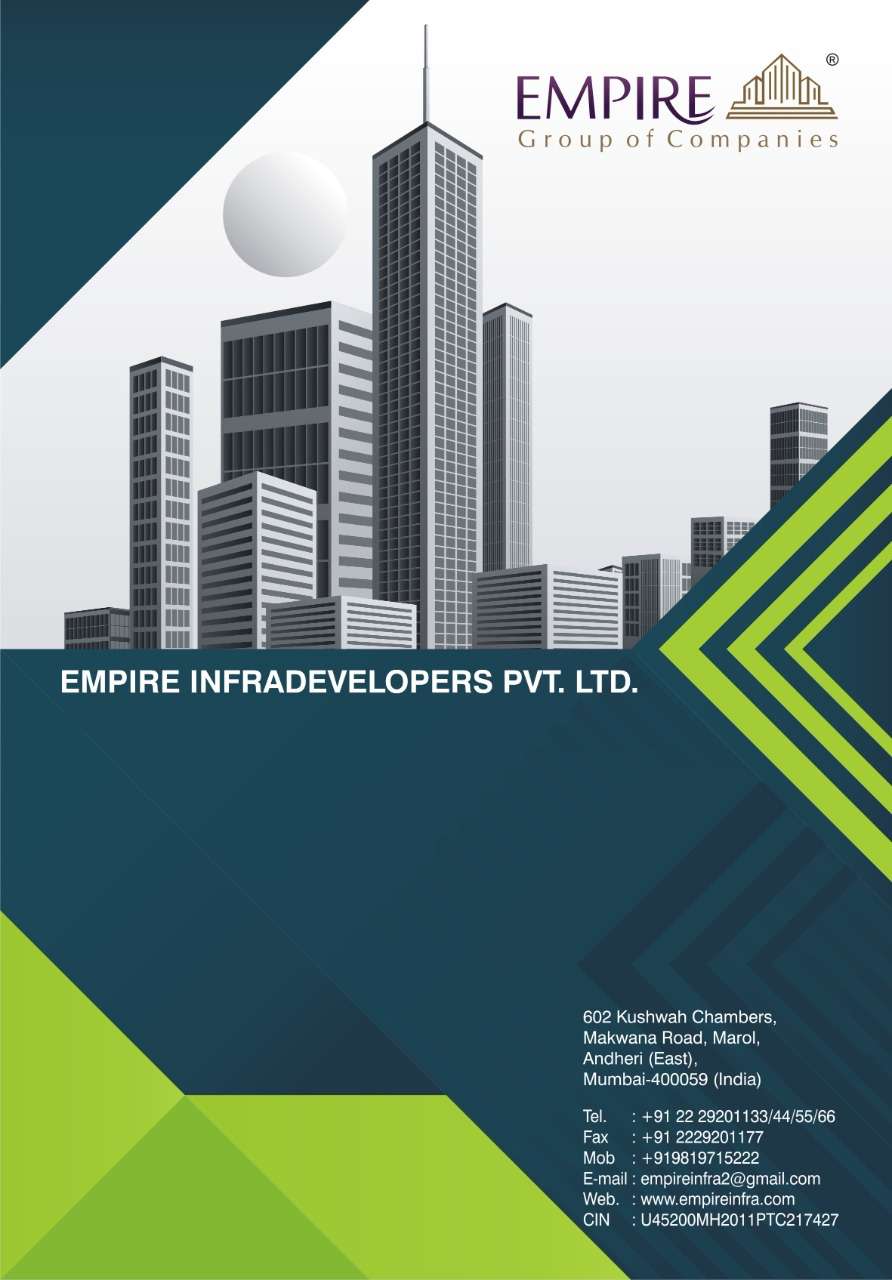 EMPIRE ®
Group of Companies
EMPIRE INFRADEVELOPERS PVT. LTD.
602 Kushwah Chambers,
Makwana Road, Marol,
Andheri (East),
Mumbai-400059 (India)
Tel. : +91 22 29201133/44/55/66
Fax : +91 2229201177
Mob : +919819715222
E-mail : empireinfra2@gmail.com
Web. : www.empireinfra.com
CIN : U45200MH2011PTC217427